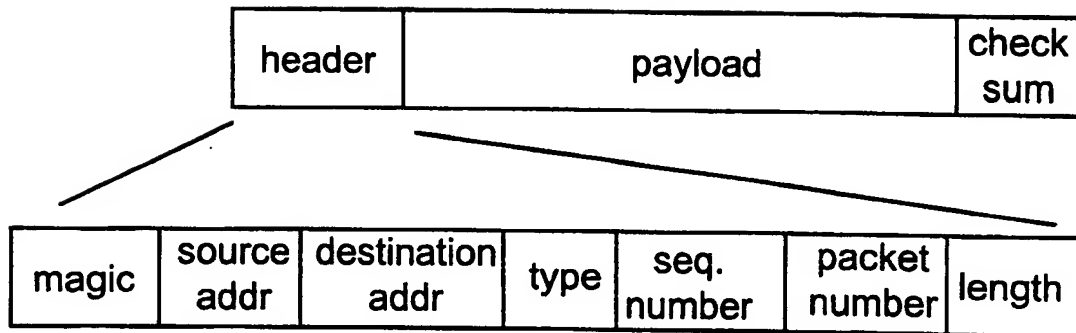 header
payload
check
sum
magic
source
addr
destination
addr
type
seq.
number
packet
number
length